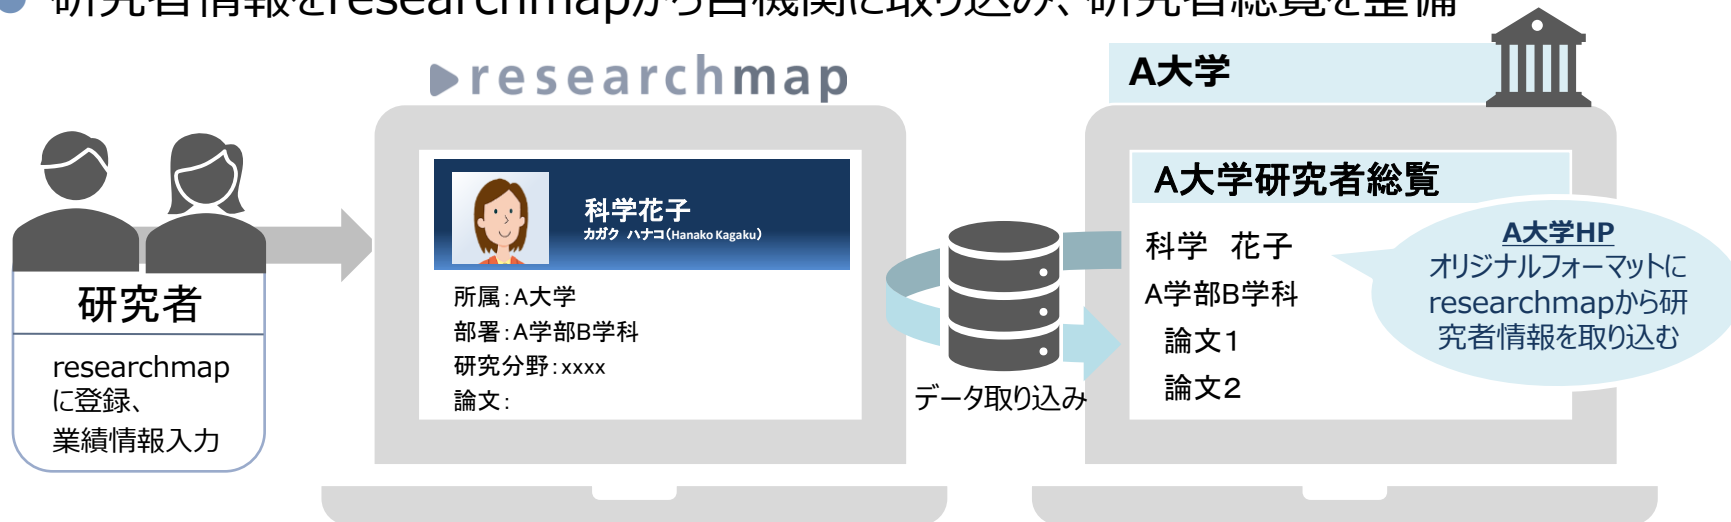 研究者情報をresearchmapから自機関に取り込み、研究者総覧を整備
researchmap
A大学
研究者
researchmap
に登録、
業績情報入力
科学花子
カガク ハナコ(Hanako Kagaku)
所属:A大学
部署:A学部B学科
研究分野:xxxx
論文:
データ取り込み
A大学研究者総覧
科学 花子
A学部B学科
論文1
論文2
A大学HP
オリジナルフォーマットに
researchmapから研
究者情報を取り込む